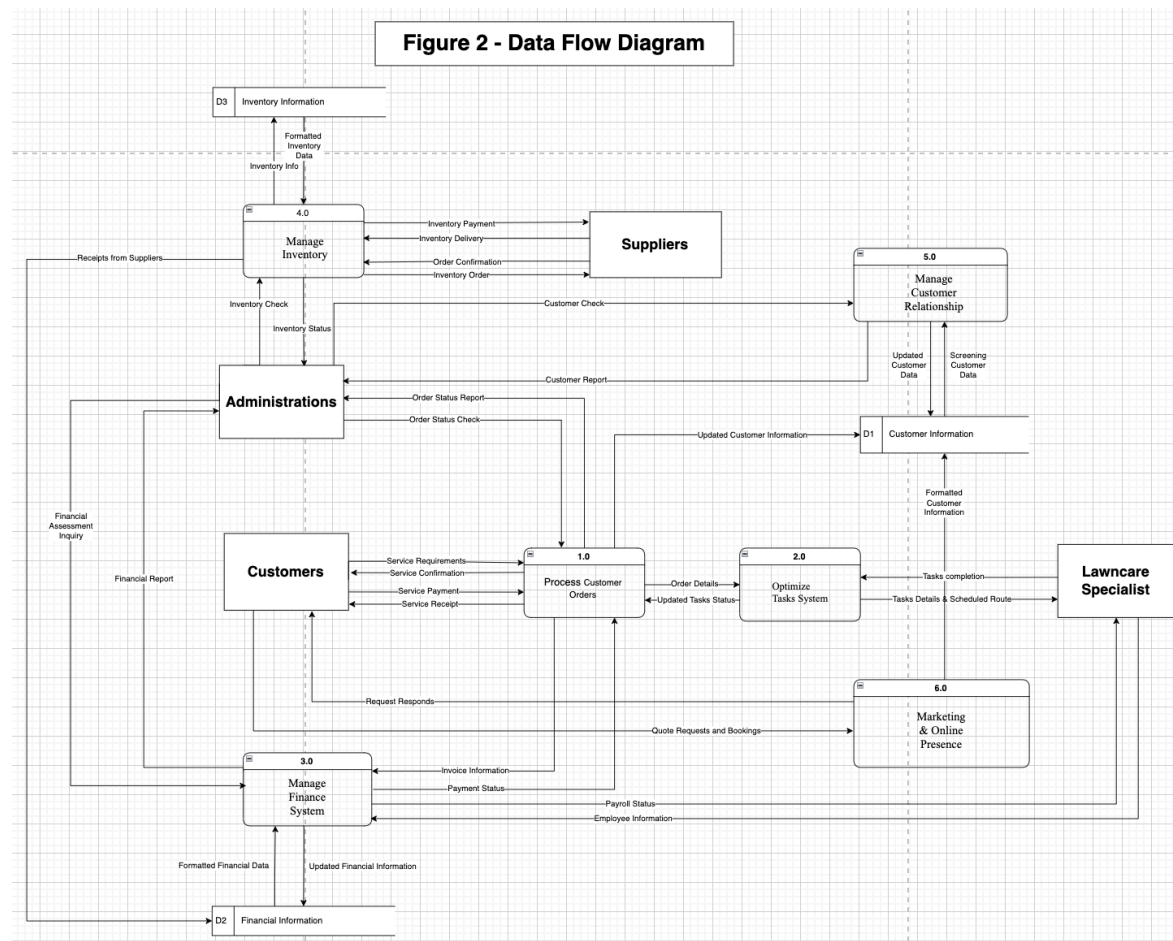 Figure 2 - Data Flow Diagram
D3
Inventory Information
Formatted
Inventory
Data
Inventory Info
4.0
Manage
Inventory
Inventory Payment
Inventory Delivery
Order Confirmation
Inventory Order
Suppliers
Receipts from Suppliers
5.0
Manage
Customer
Relationship
Inventory Check
Customer Check
Inventory Status
Updated
Customer
Data
Screening
Customer
Data
Administrations
Customer Report
Order Status Report
Order Status Check
Updated Customer Information
D1
Customer Information
Formatted
Customer
Information
Financial
Assessment
Inquiry
Financial Report
Customers
Service Requirements
Service Confirmation
Service Payment
Service Receipt
1.0
Process Customer
Orders
Order Details
Updated Tasks Status
2.0
Optimize
Tasks System
Tasks completion
Tasks Details & Scheduled Route
Lawncare
Specialist
Request Responds
Quote Requests and Bookings
6.0
Marketing
& Online
Presence
3.0
Manage
Finance
System
Invoice Information
Payment Status
Payroll Status
Employee Information
Formatted Financial Data
Updated Financial Information
D2
Financial Information